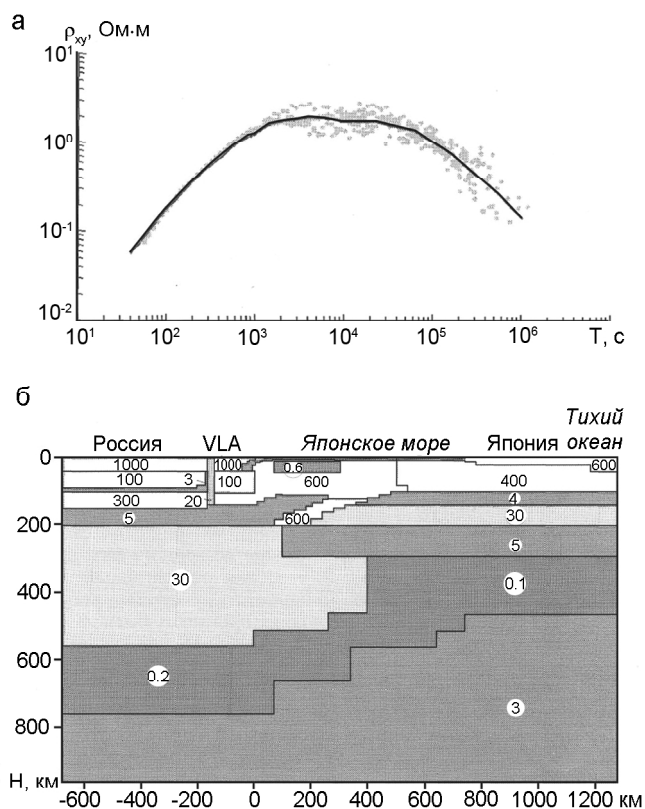 а
ρxy, Ом·м
10¹
10⁰
10⁻¹
10⁻²
10¹ 10² 10³ 10⁴ 10⁵ 10⁶ T, с
б
Тихий
Россия VLA Японское море Япония океан
0
1000 1000 0.6 600
100 3 100 600 400
300 20 4
5 600 30
200
5
30 0.1
400
600
0.2
3
800
Н, км
-600 -400 -200 0 200 400 600 800 1000 1200 км